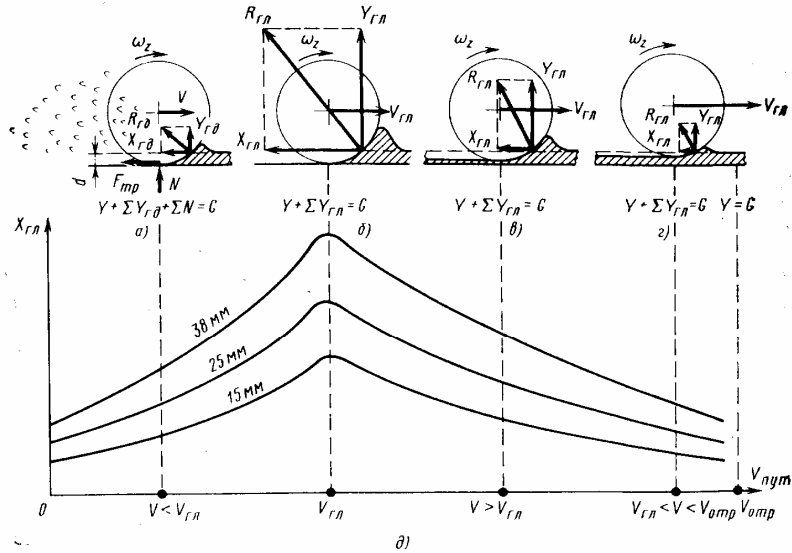 R_гл Y_гл
ω_z ω_z ω_z ω_z
V R_гд Y_гд X_гд V_гл R_гл Y_гл V_гл R_гл Y_гл V_гл
X_гл X_гл X_гл
d F_тр N
Y + ΣY_гд + ΣN = G Y + ΣY_гл = G Y + ΣY_гл = G Y + ΣY_гл = G Y = G
а) б) в) г)
X_гл
38 мм
25 мм
15 мм
V_пут
0 V < V_гл V_гл V > V_гл V_гл < V < V_отр V_отр
д)